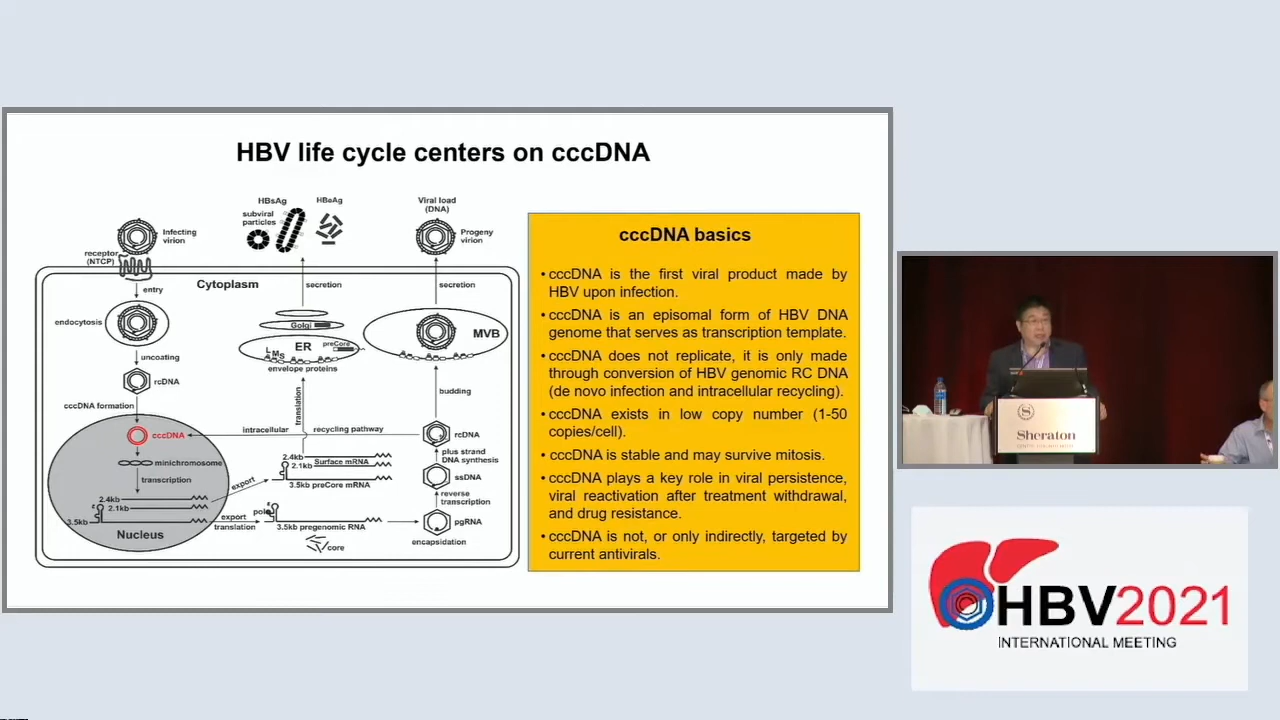 HBV life cycle centers on cccDNA
HBsAg
HBeAg
subviral
particles
Viral load
(DNA)
Infecting
virion
Progeny
virion
receptor
(NTCP)
Cytoplasm
entry
secretion
secretion
endocytosis
Golgi
MVB
ER
preCore
L M S
envelope proteins
uncoating
rcDNA
budding
translation
cccDNA formation
cccDNA
intracellular
recycling pathway
rcDNA
plus strand
DNA synthesis
minichromosome
2.4kb
2.1kb
Surface mRNA
ssDNA
transcription
export
3.5kb preCore mRNA
reverse
transcription
2.4kb
2.1kb
ε
3.5kb
export
translation
pol
ε
3.5kb pregenomic RNA
pgRNA
Nucleus
core
encapsidation
cccDNA basics
•cccDNA is the first viral product made by
HBV upon infection.
•cccDNA is an episomal form of HBV DNA
genome that serves as transcription template.
•cccDNA does not replicate, it is only made
through conversion of HBV genomic RC DNA
(de novo infection and intracellular recycling).
•cccDNA exists in low copy number (1-50
copies/cell).
•cccDNA is stable and may survive mitosis.
•cccDNA plays a key role in viral persistence,
viral reactivation after treatment withdrawal,
and drug resistance.
•cccDNA is not, or only indirectly, targeted by
current antivirals.
Sheraton
HBV2021
INTERNATIONAL MEETING